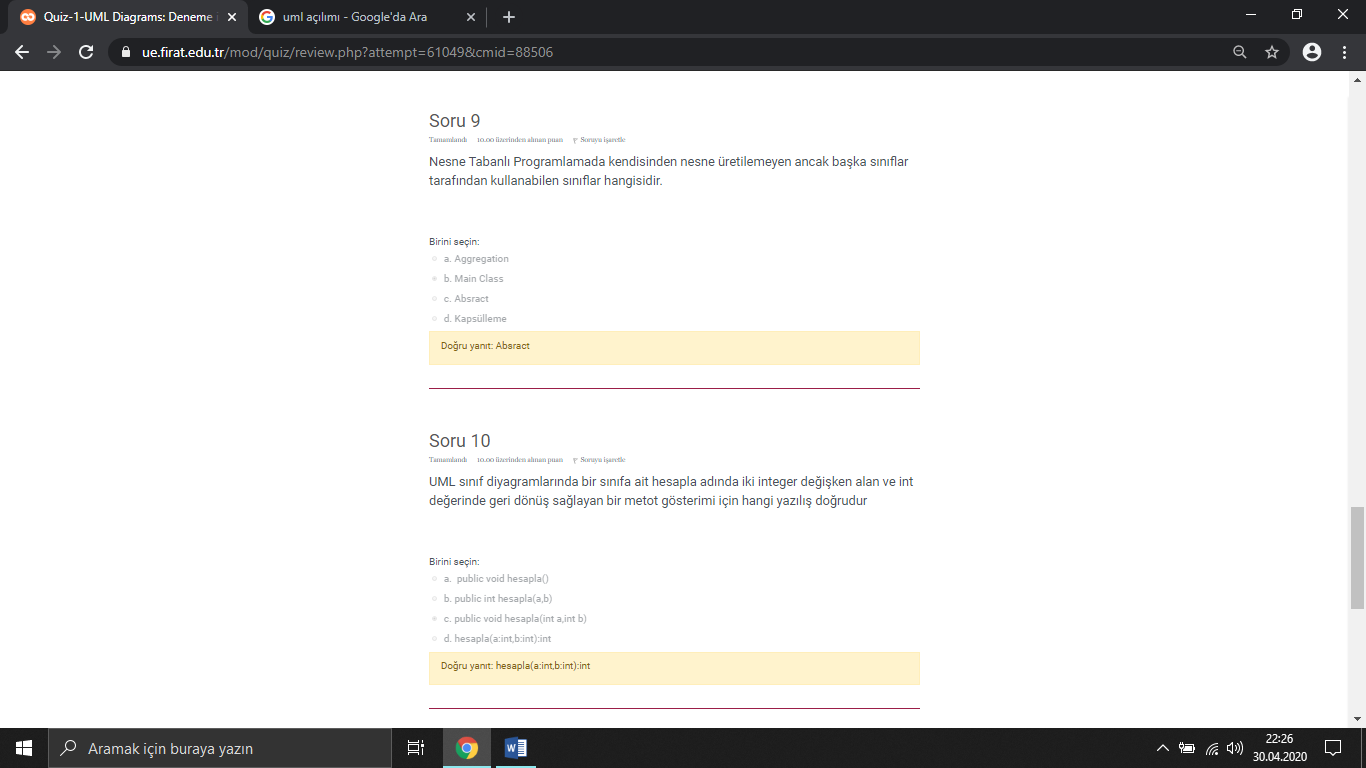 Quiz-1-UML Diagrams: Deneme
uml açılımı - Google'da Ara
ue.firat.edu.tr/mod/quiz/review.php?attempt=61049&cmid=88506
Soru 9
Tamamlandı 10,00 üzerinden alınan puan Soruyu işaretle
Nesne Tabanlı Programlamada kendisinden nesne üretilemeyen ancak başka sınıflar
tarafından kullanabilen sınıflar hangisidir.
Birini seçin:
a. Aggregation
b. Main Class
c. Absract
d. Kapsülleme
Doğru yanıt: Absract
Soru 10
Tamamlandı 10,00 üzerinden alınan puan Soruyu işaretle
UML sınıf diyagramlarında bir sınıfa ait hesapla adında iki integer değişken alan ve int
değerinde geri dönüş sağlayan bir metot gösterimi için hangi yazılış doğrudur
Birini seçin:
a. public void hesapla()
b. public int hesapla(a,b)
c. public void hesapla(int a,int b)
d. hesapla(a:int,b:int):int
Doğru yanıt: hesapla(a:int,b:int):int
Aramak için buraya yazın
22:26
30.04.2020